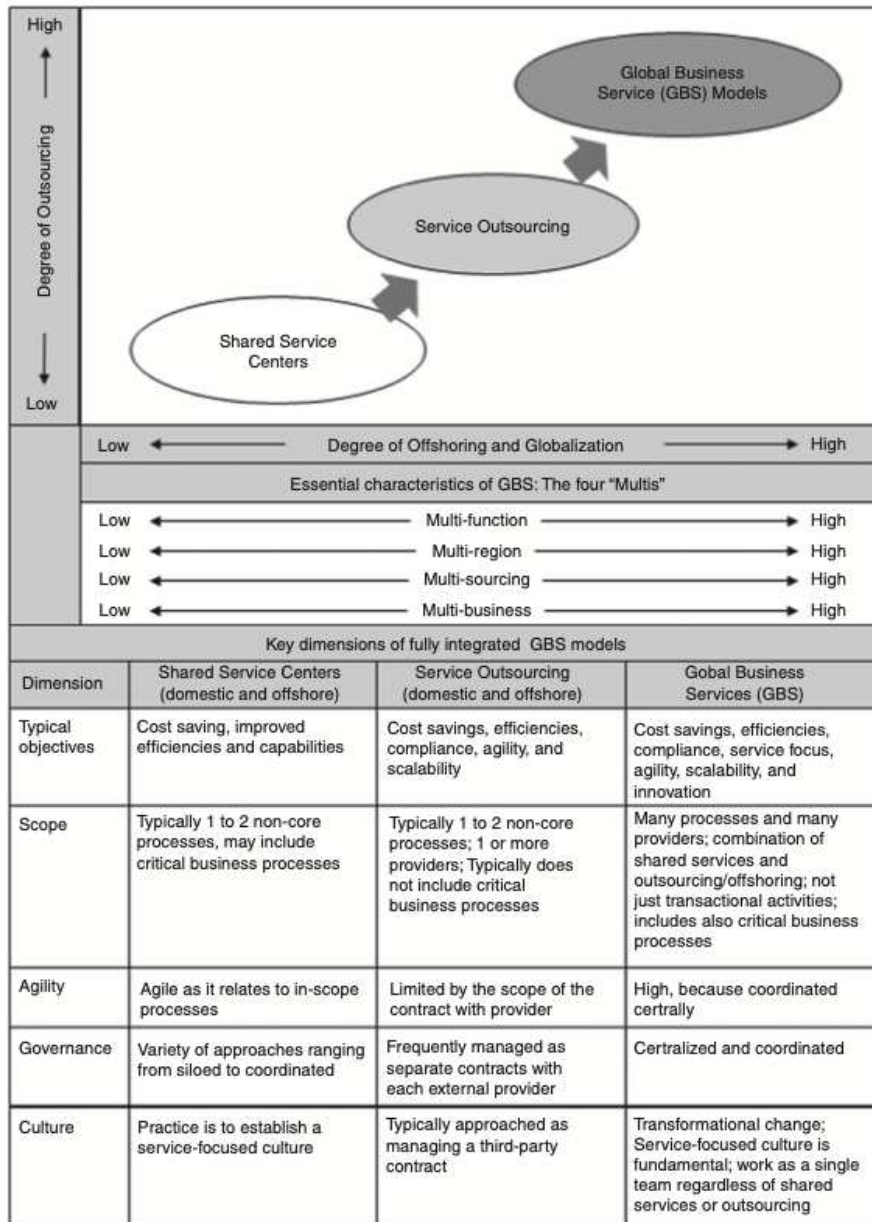 High
Degree of Outsourcing
Low
Global Business
Service (GBS) Models
Service Outsourcing
Shared Service
Centers
Low Degree of Offshoring and Globalization High
Essential characteristics of GBS: The four “Multis”
Low Multi-function High
Low Multi-region High
Low Multi-sourcing High
Low Multi-business High
Key dimensions of fully integrated GBS models
Dimension
Shared Service Centers
(domestic and offshore)
Service Outsourcing
(domestic and offshore)
Gobal Business
Services (GBS)
Typical
objectives
Cost saving, improved
efficiencies and capabilities
Cost savings, efficiencies,
compliance, agility, and
scalability
Cost savings, efficiencies,
compliance, service focus,
agility, scalability, and
innovation
Scope
Typically 1 to 2 non-core
processes, may include
critical business processes
Typically 1 to 2 non-core
processes; 1 or more
providers; Typically does
not include critical
business processes
Many processes and many
providers; combination of
shared services and
outsourcing/offshoring; not
just transactional activities;
includes also critical business
processes
Agility
Agile as it relates to in-scope
processes
Limited by the scope of the
contract with provider
High, because coordinated
certrally
Governance
Variety of approaches ranging
from siloed to coordinated
Frequently managed as
separate contracts with
each external provider
Certralized and coordinated
Culture
Practice is to establish a
service-focused culture
Typically approached as
managing a third-party
contract
Transformational change;
Service-focused culture is
fundamental; work as a single
team regardless of shared
services or outsourcing